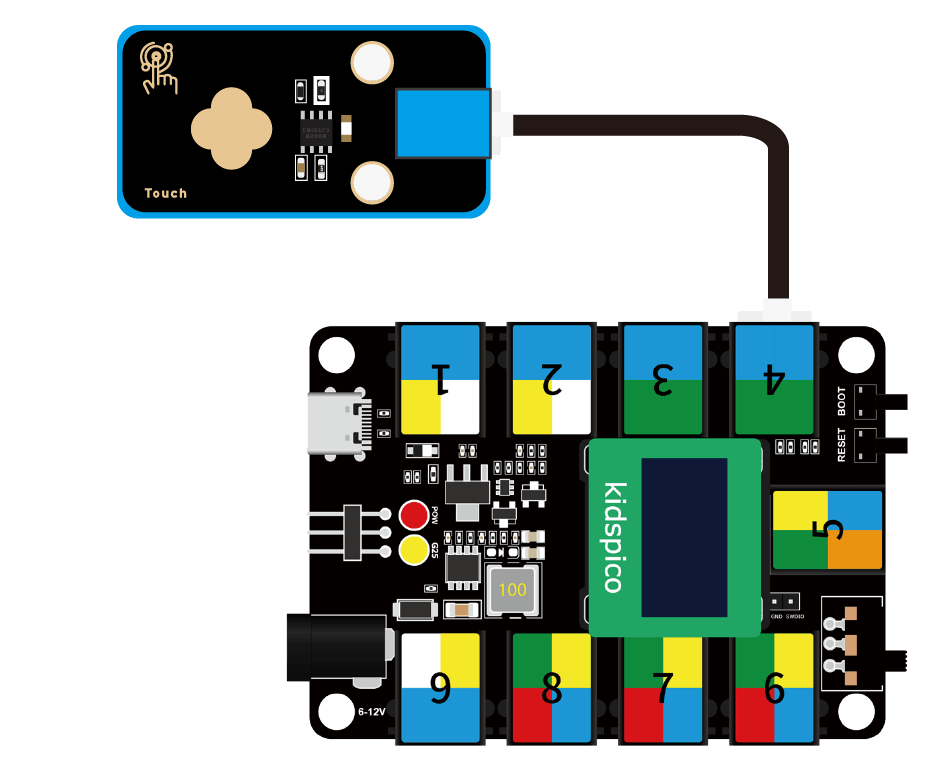 Touch
1
2
3
4
BOOT
RESET
5
POW
G25
kidspico
100
GND SWDIO
9
8
7
6
6-12V